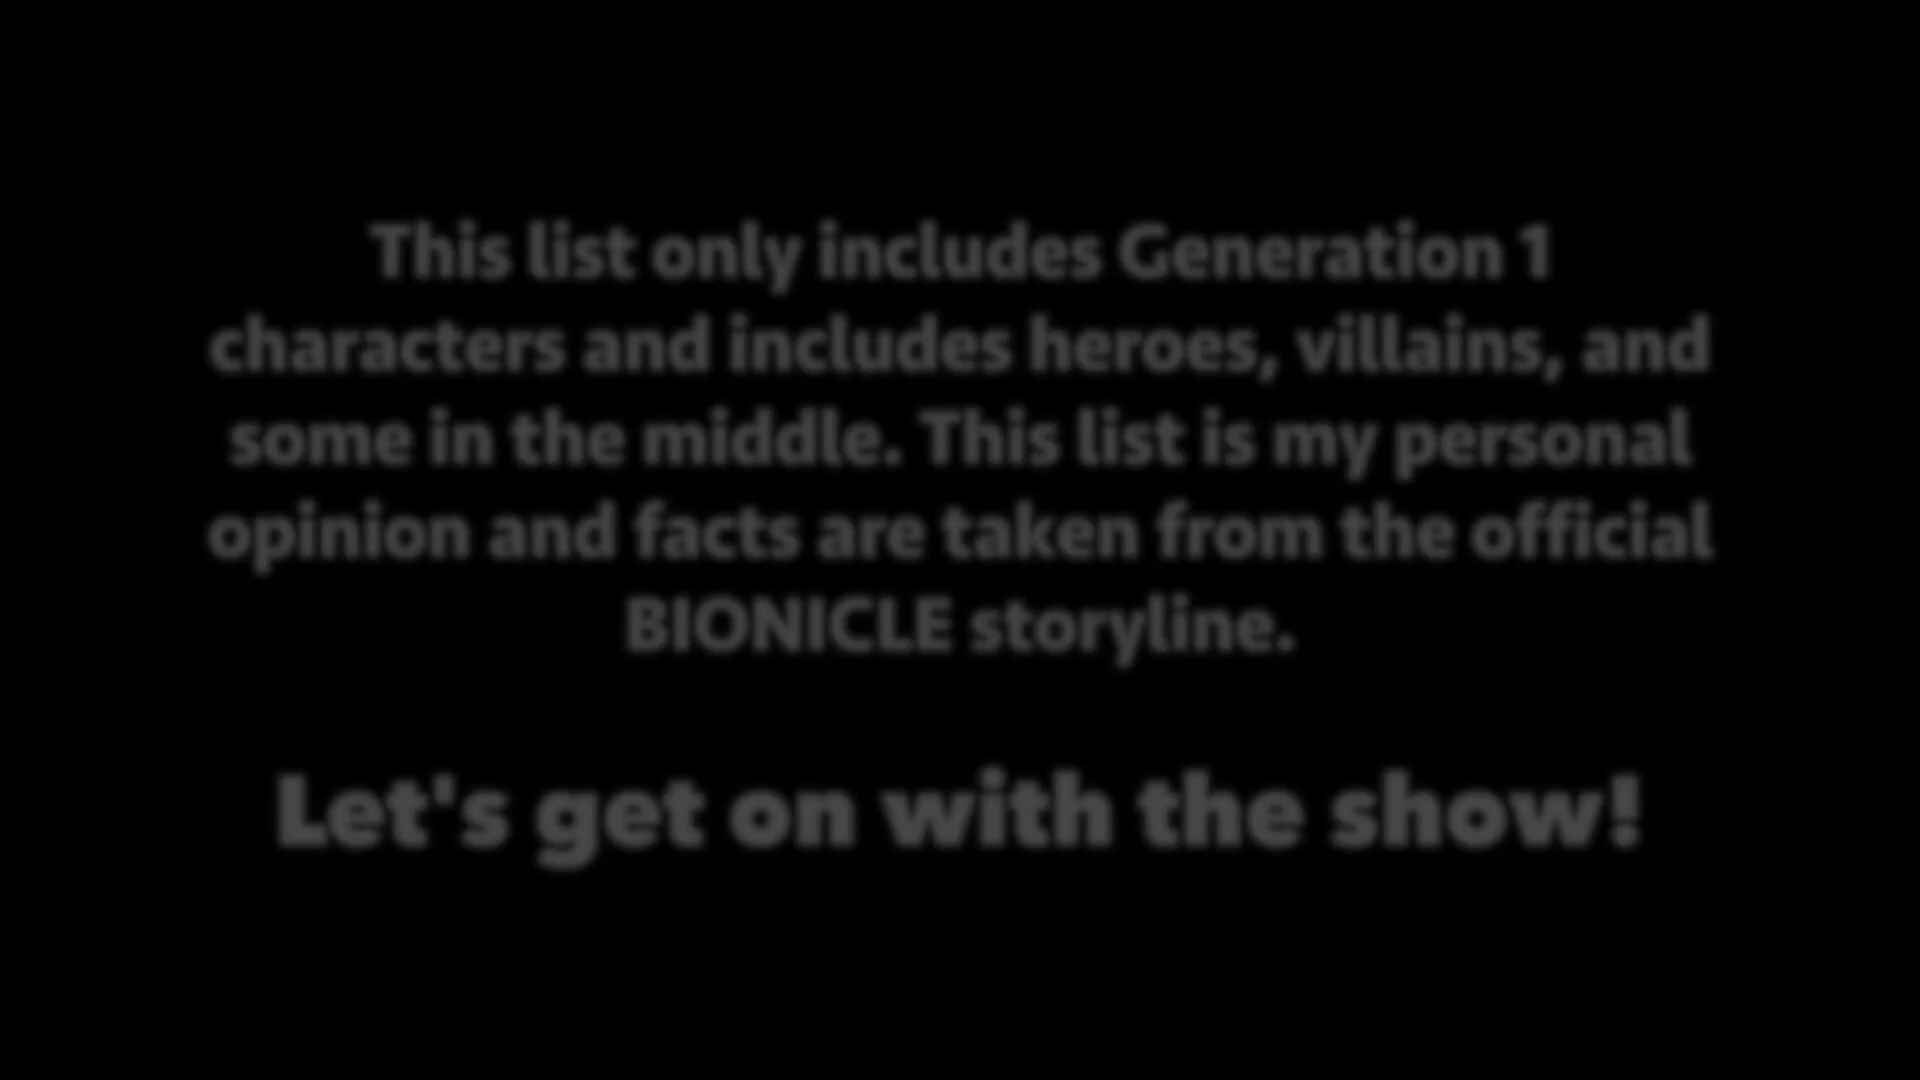 This list only includes Generation 1
characters and includes heroes, villains, and
some in the middle. This list is my personal
opinion and facts are taken from the official
BIONICLE storyline.
Let's get on with the show!